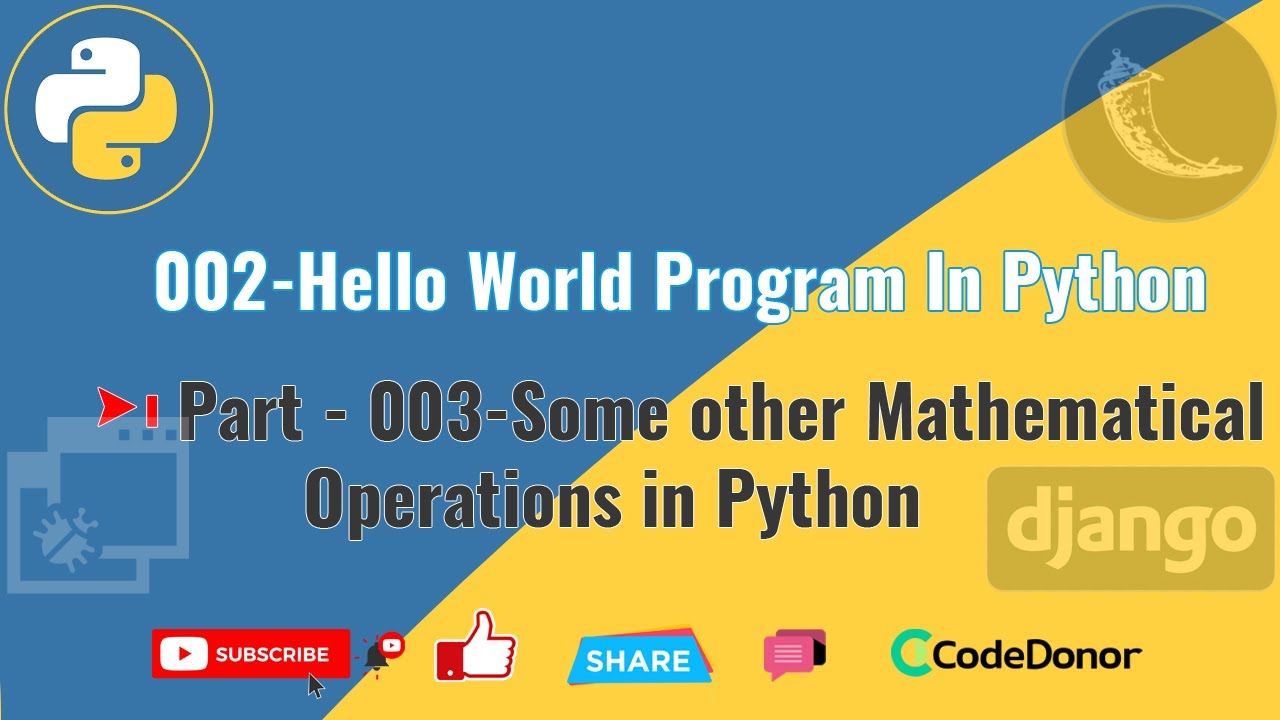 002-Hello World Program In Python
Part - 003-Some other Mathematical
Operations in Python
django
SUBSCRIBE
SHARE
CodeDonor